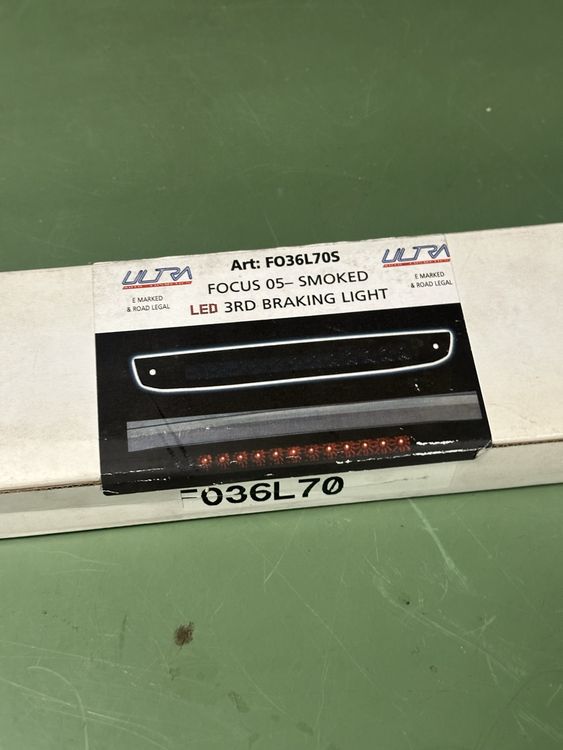 ULTRA
E MARKED
& ROAD LEGAL
Art: FO36L70S
FOCUS 05– SMOKED
LED 3RD BRAKING LIGHT
ULTRA
E MARKED
& ROAD LEGAL
FO36L70